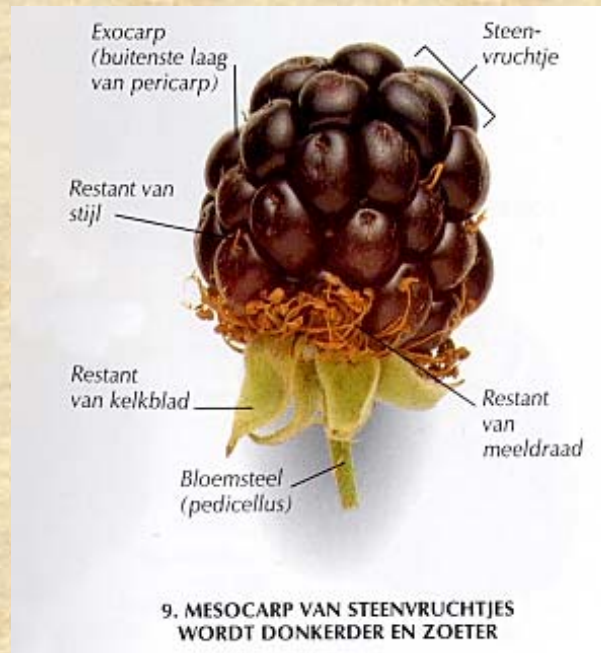 Exocarp
(buitenste laag
van pericarp)
Steen-
vruchtje
Restant van
stijl
Restant
van kelkblad
Restant
van
meeldraad
Bloemsteel
(pedicellus)
9. MESOCARP VAN STEENVRUCHTJES
WORDT DONKERDER EN ZOETER